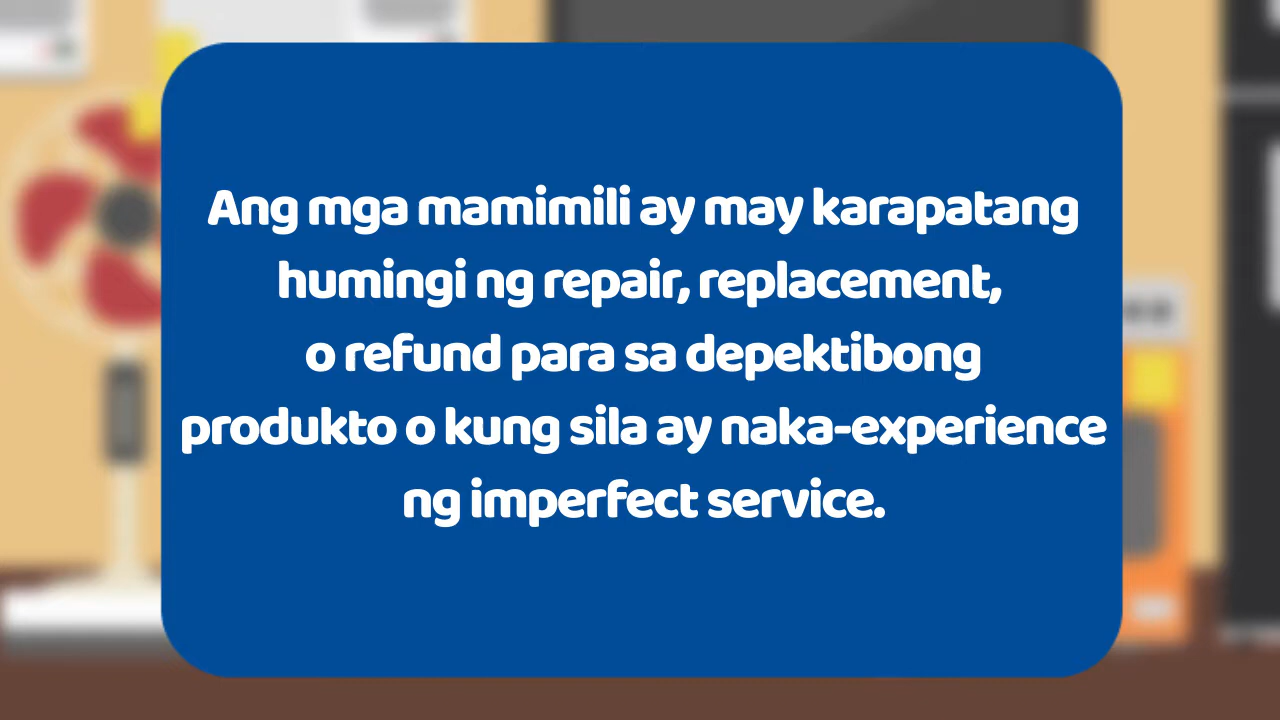 Ang mga mamimili ay may karapatang
humingi ng repair, replacement,
o refund para sa depektibong
produkto o kung sila ay naka-experience
ng imperfect service.